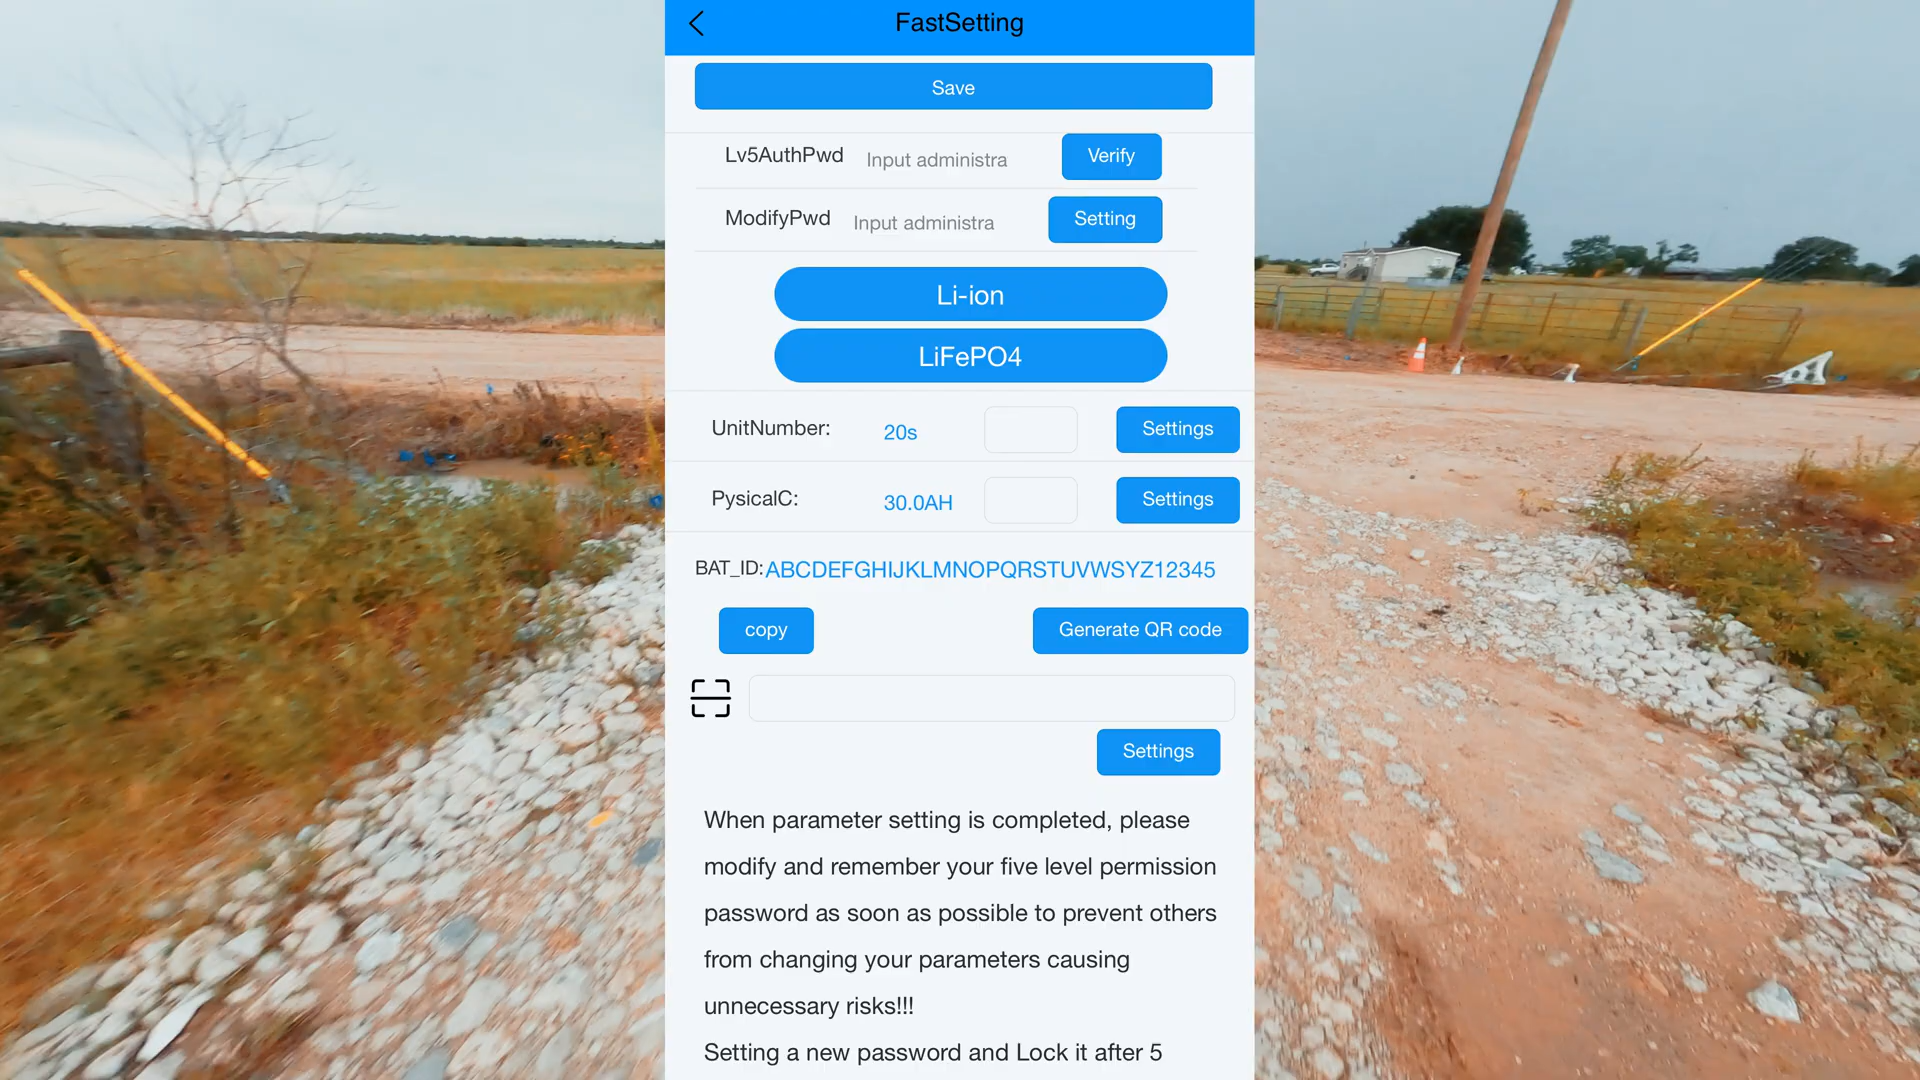 FastSetting
Save
Lv5AuthPwd Input administra Verify
ModifyPwd Input administra Setting
Li-ion
LiFePO4
UnitNumber: 20s Settings
PysicalC: 30.0AH Settings
BAT_ID:ABCDEFGHIJKLMNOPQRSTUVWSYZ12345
copy Generate QR code
Settings
When parameter setting is completed, please
modify and remember your five level permission
password as soon as possible to prevent others
from changing your parameters causing
unnecessary risks!!!
Setting a new password and Lock it after 5